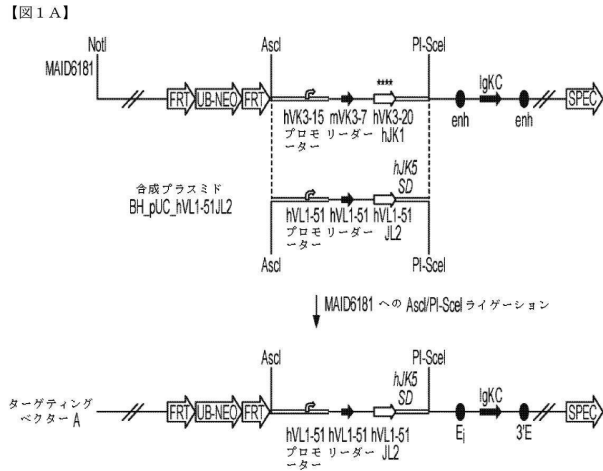 【図１Ａ】
NotI AscI PI-SceI
MAID6181
FRT UB-NEO FRT **** IgKC SPEC
hVK3-15 mVK3-7 hVK3-20 enh enh
プロモ リーダー hJK1
ーター
合成プラスミド hJK5
BH_pUC_hVL1-51JL2 SD
hVL1-51 hVL1-51 hVL1-51
プロモ リーダー JL2
ーター
AscI PI-SceI
MAID6181 への AscI/PI-SceI ライゲーション
AscI PI-SceI
hJK5
ターゲティング SD IgKC
ベクター A FRT UB-NEO FRT SPEC
hVL1-51 hVL1-51 hVL1-51 Ei 3'E
プロモ リーダー JL2
ーター